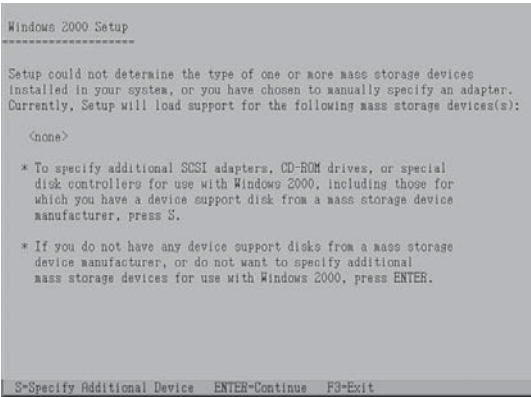 Windows 2000 Setup
====================
Setup could not determine the type of one or more mass storage devices
installed in your system, or you have chosen to manually specify an adapter.
Currently, Setup will load support for the following mass storage devices(s):
<none>
* To specify additional SCSI adapters, CD-ROM drives, or special
disk controllers for use with Windows 2000, including those for
which you have a device support disk from a mass storage device
manufacturer, press S.
* If you do not have any device support disks from a mass storage
device manufacturer, or do not want to specify additional
mass storage devices for use with Windows 2000, press ENTER.
S=Specify Additional Device ENTER=Continue F3=Exit